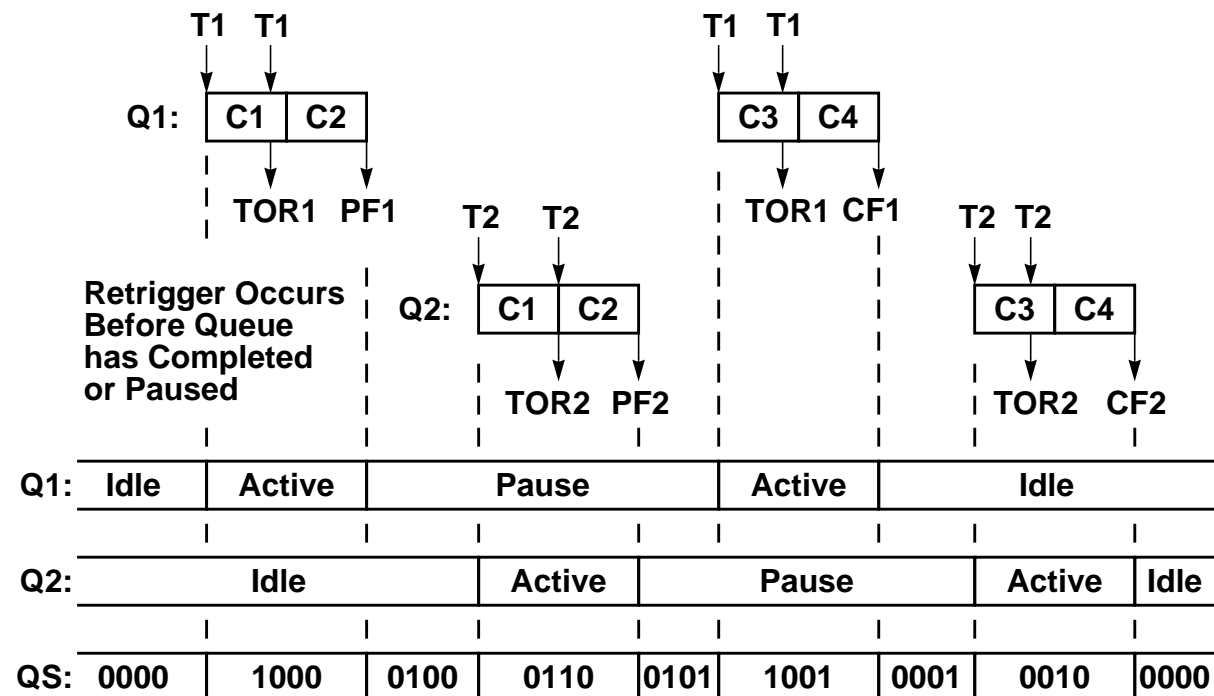 T1 T1 T1 T1
Q1: C1 C2 C3 C4
TOR1 PF1 TOR1 CF1
T2 T2 T2 T2
Retrigger Occurs
Before Queue
has Completed
or Paused
Q2: C1 C2 C3 C4
TOR2 PF2 TOR2 CF2
Q1: Idle Active Pause Active Idle
Q2: Idle Active Pause Active Idle
QS: 0000 1000 0100 0110 0101 1001 0001 0010 0000